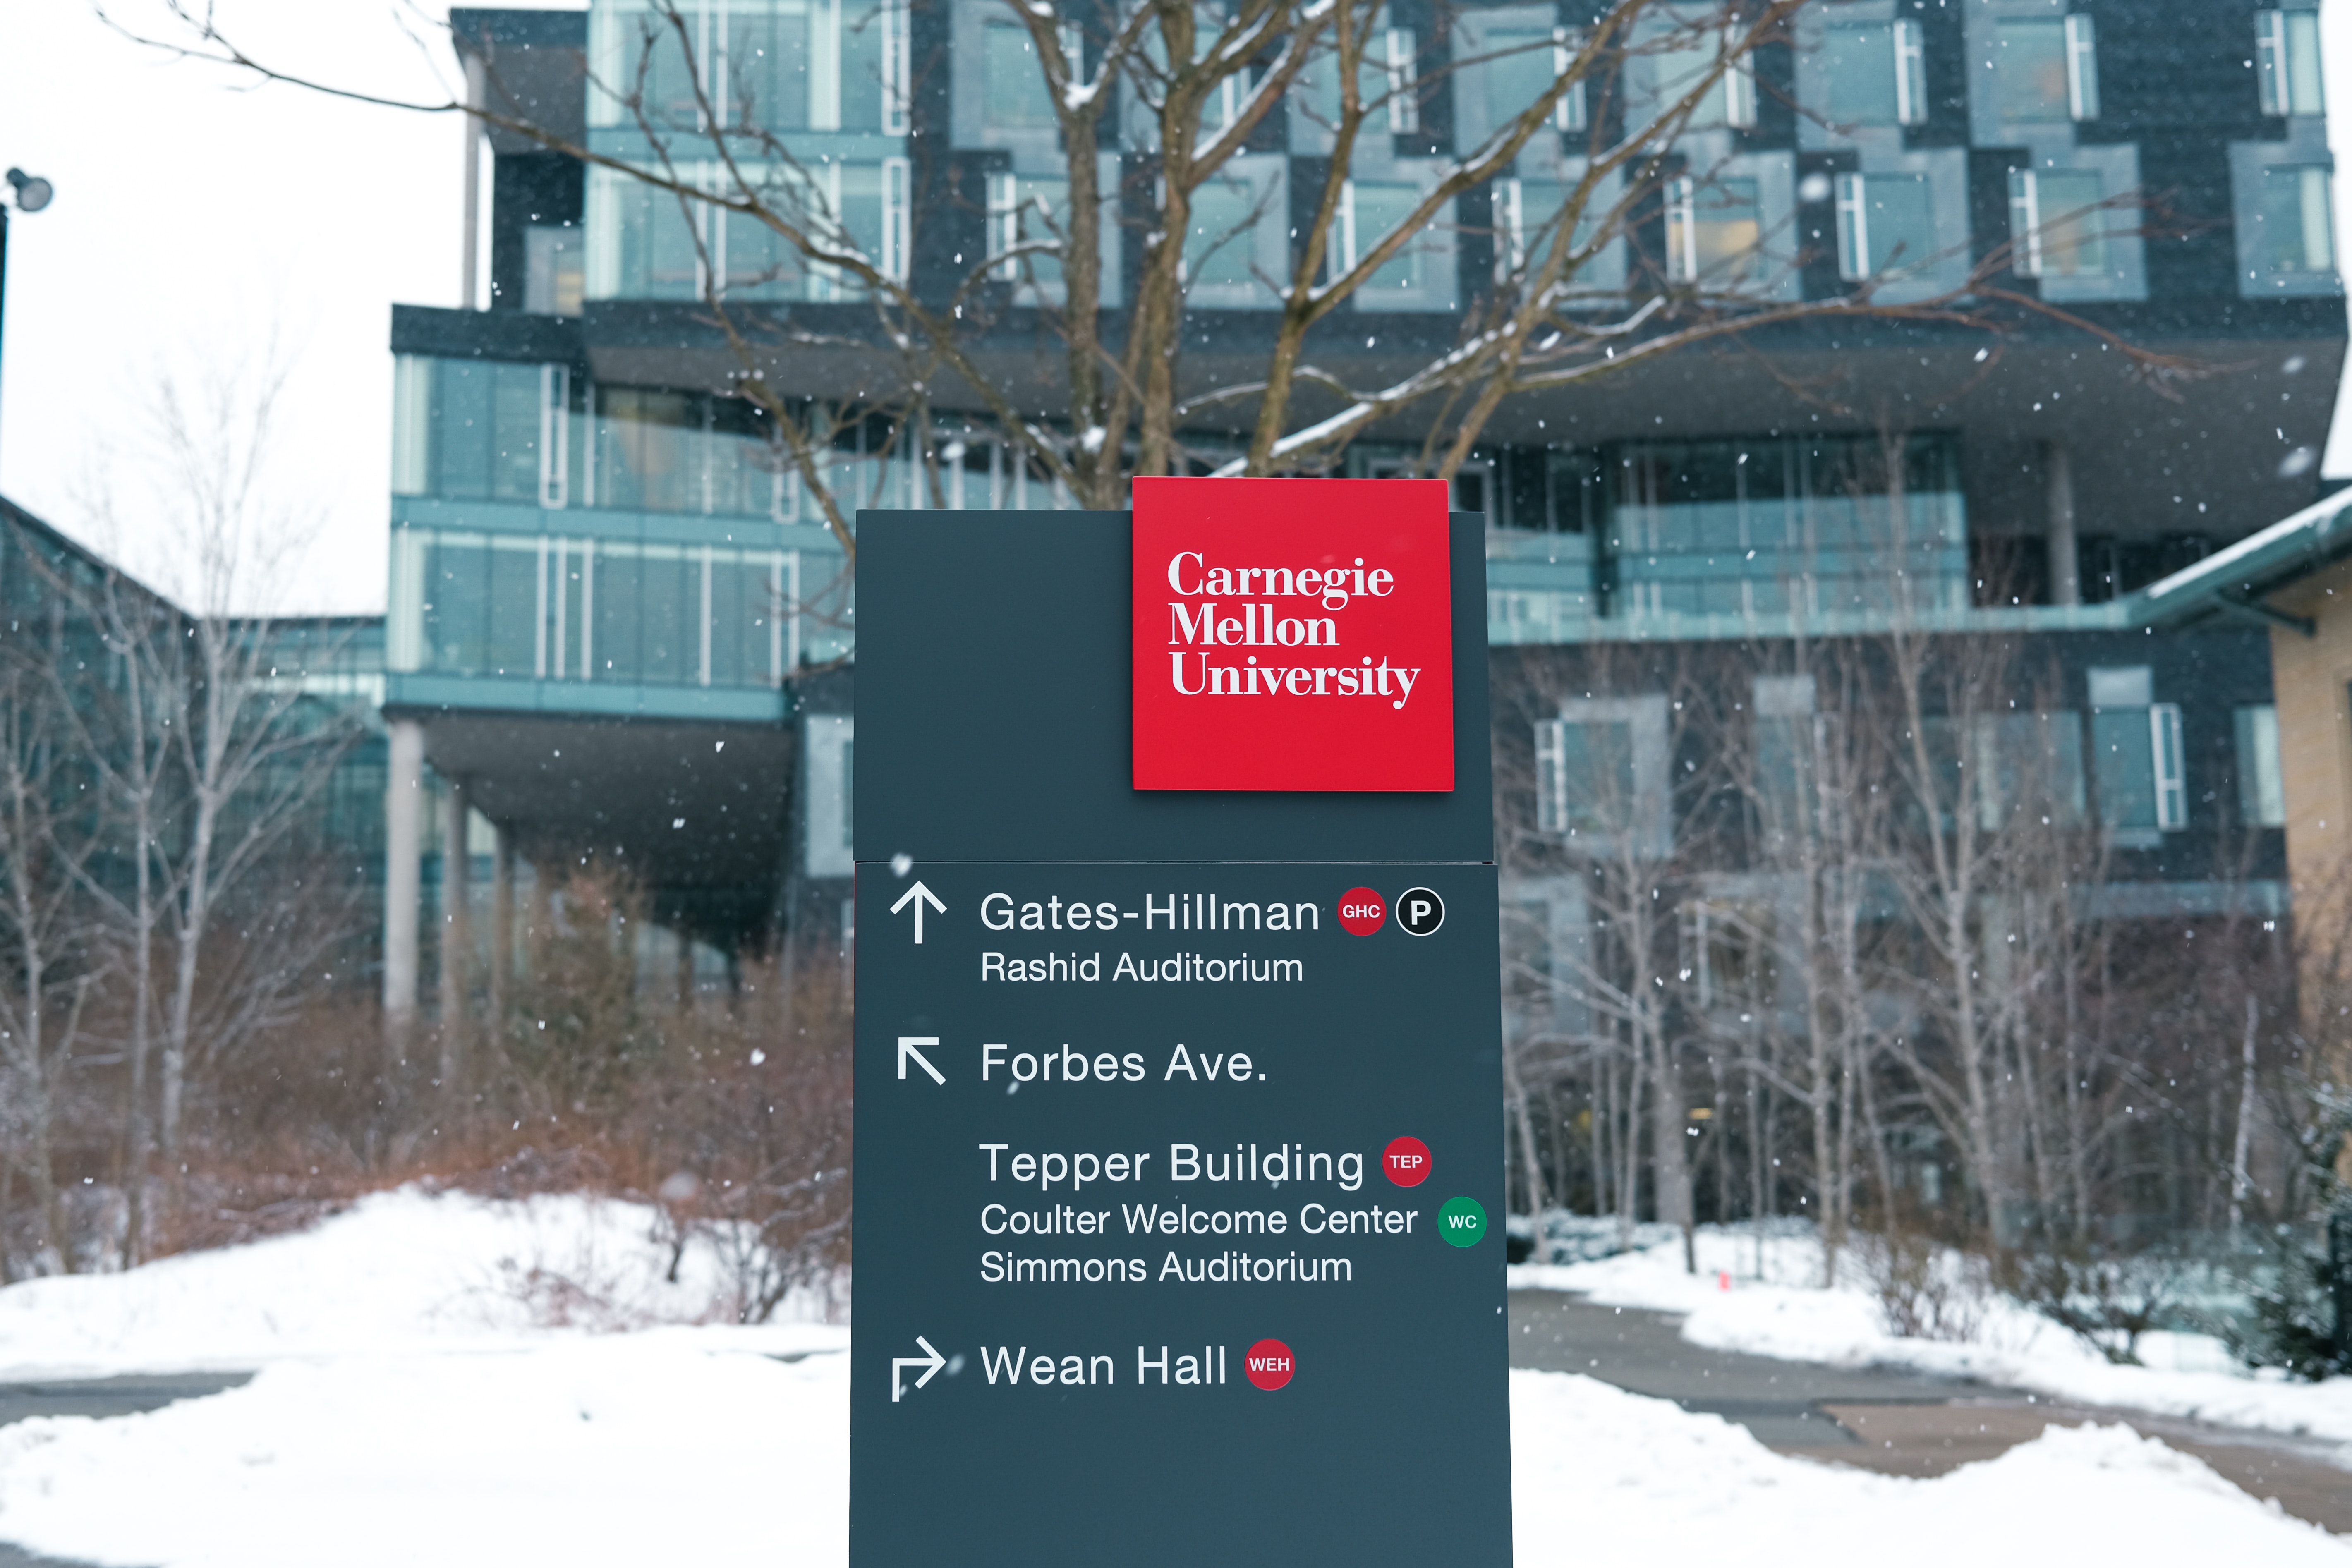 Carnegie
Mellon
University
Gates-Hillman GHC P
Rashid Auditorium
Forbes Ave.
Tepper Building TEP
Coulter Welcome Center WC
Simmons Auditorium
Wean Hall WEH